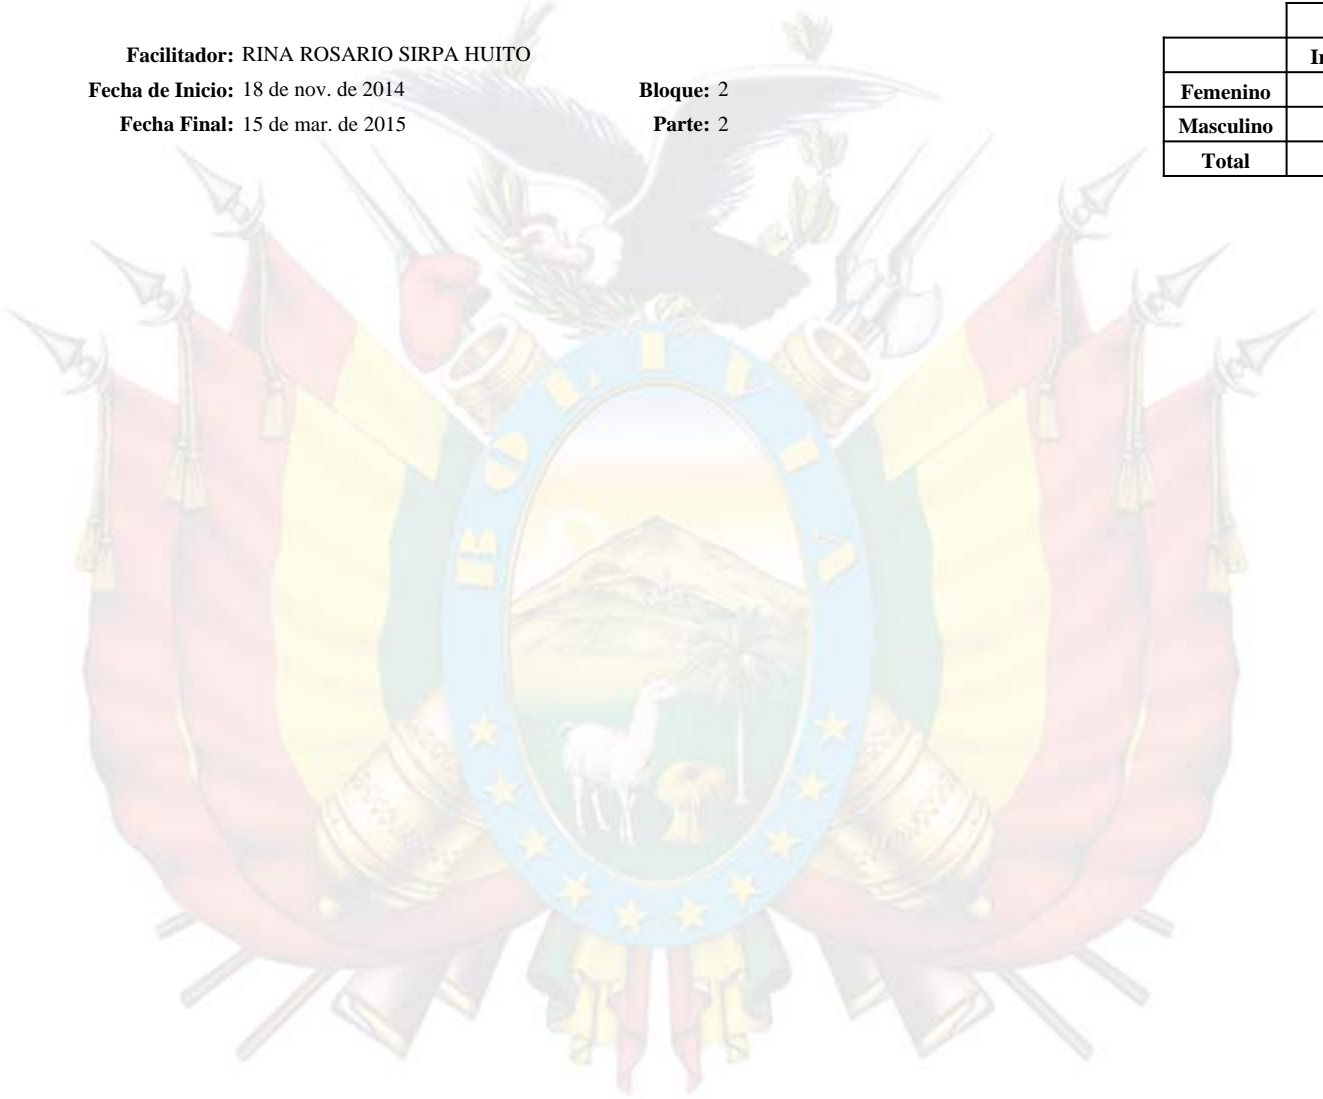 Facilitador: RINA ROSARIO SIRPA HUITO
Fecha de Inicio: 18 de nov. de 2014 Bloque: 2
Fecha Final: 15 de mar. de 2015 Parte: 2
Femenino
Masculino
Total
BOLIVIA